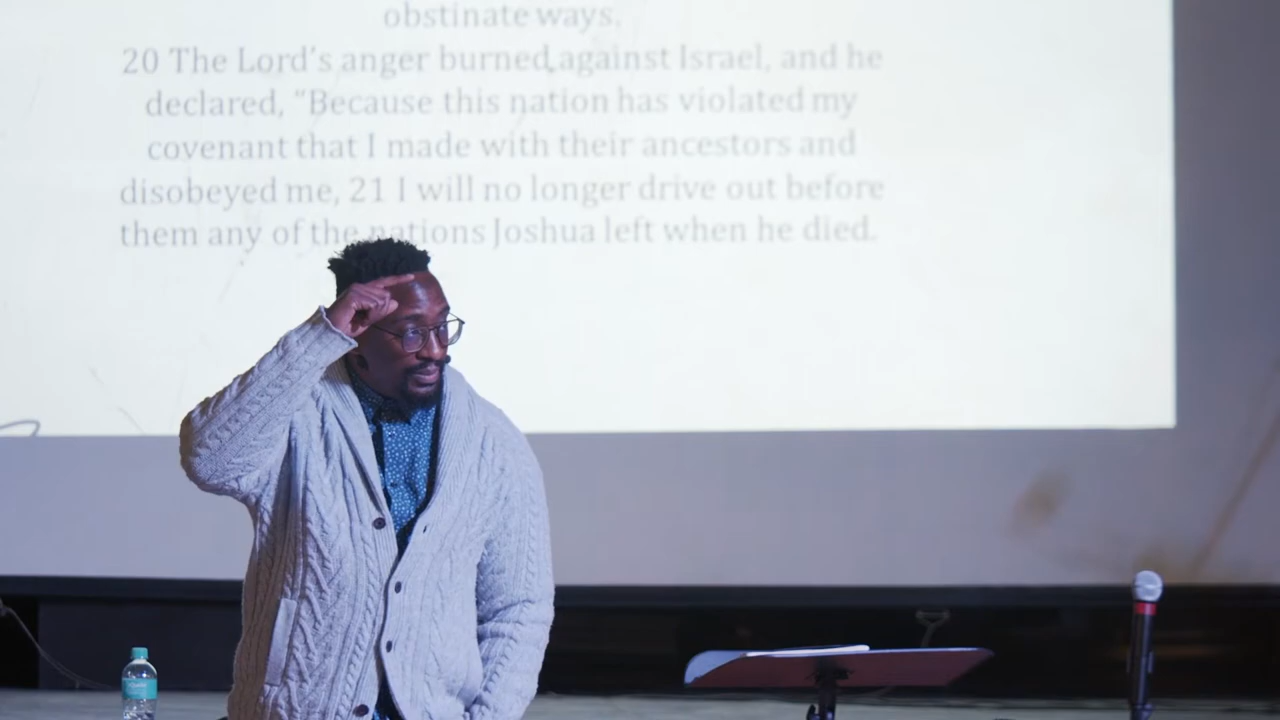 obstinate ways.
20 The Lord’s anger burned against Israel, and he
declared, “Because this nation has violated my
covenant that I made with their ancestors and
disobeyed me, 21 I will no longer drive out before
them any of the nations Joshua left when he died.